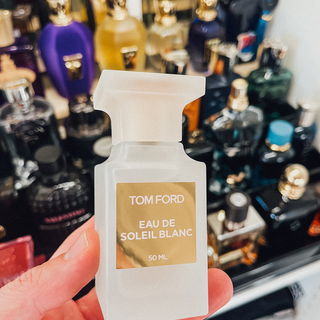 TOM FORD
EAU DE
SOLEIL BLANC
50 ML